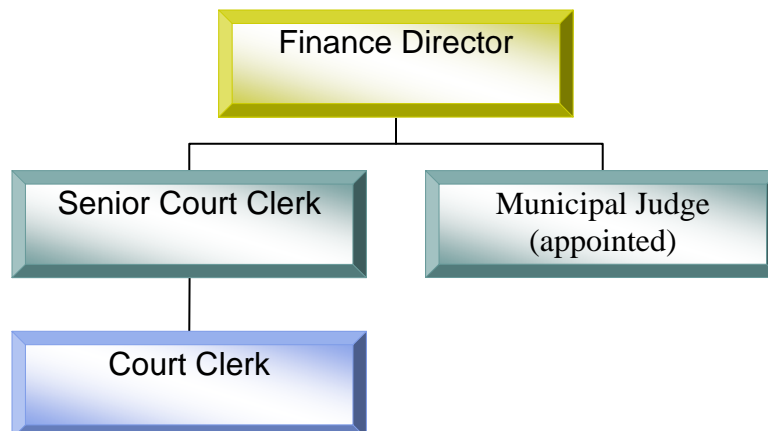 Finance Director
Senior Court Clerk
Municipal Judge
(appointed)
Court Clerk